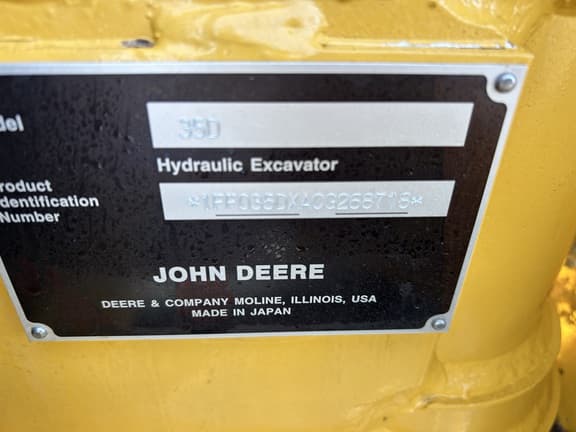 del
35D
Hydraulic Excavator
roduct
dentification
Number
JOHN DEERE
DEERE & COMPANY MOLINE, ILLINOIS, USA
MADE IN JAPAN